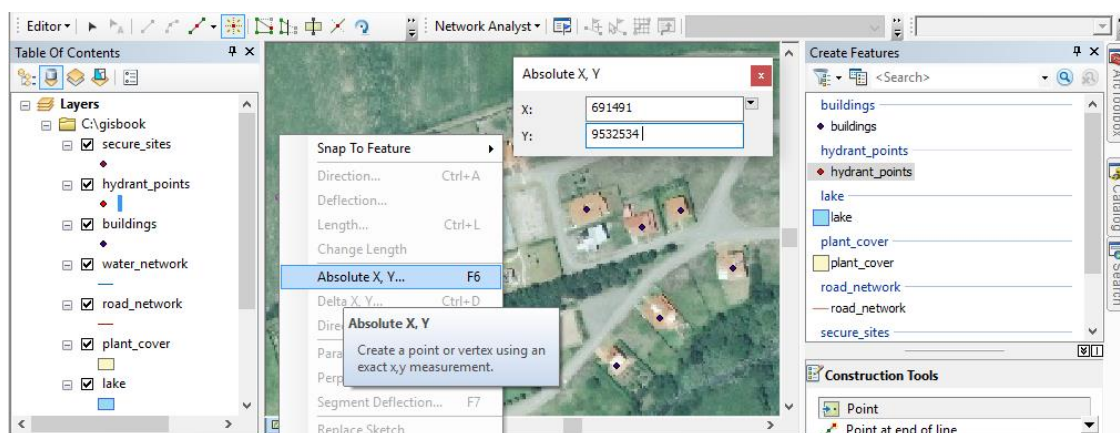 Editor
Network Analyst
Table Of Contents
Layers
C:\gisbook
secure_sites
hydrant_points
buildings
water_network
road_network
plant_cover
lake
Snap To Feature
Direction... Ctrl+A
Deflection...
Length... Ctrl+L
Change Length
Absolute X, Y... F6
Delta X, Y... Ctrl+D
Absolute X, Y
Create a point or vertex using an
exact x,y measurement.
Segment Deflection... F7
Replace Sketch
Absolute X, Y
X: 691491
Y: 9532534
Create Features
<Search>
buildings
buildings
hydrant_points
hydrant_points
lake
lake
plant_cover
plant_cover
road_network
road_network
secure_sites
Construction Tools
Point
Point at end of line
ArcToolbox
Catalog
Search